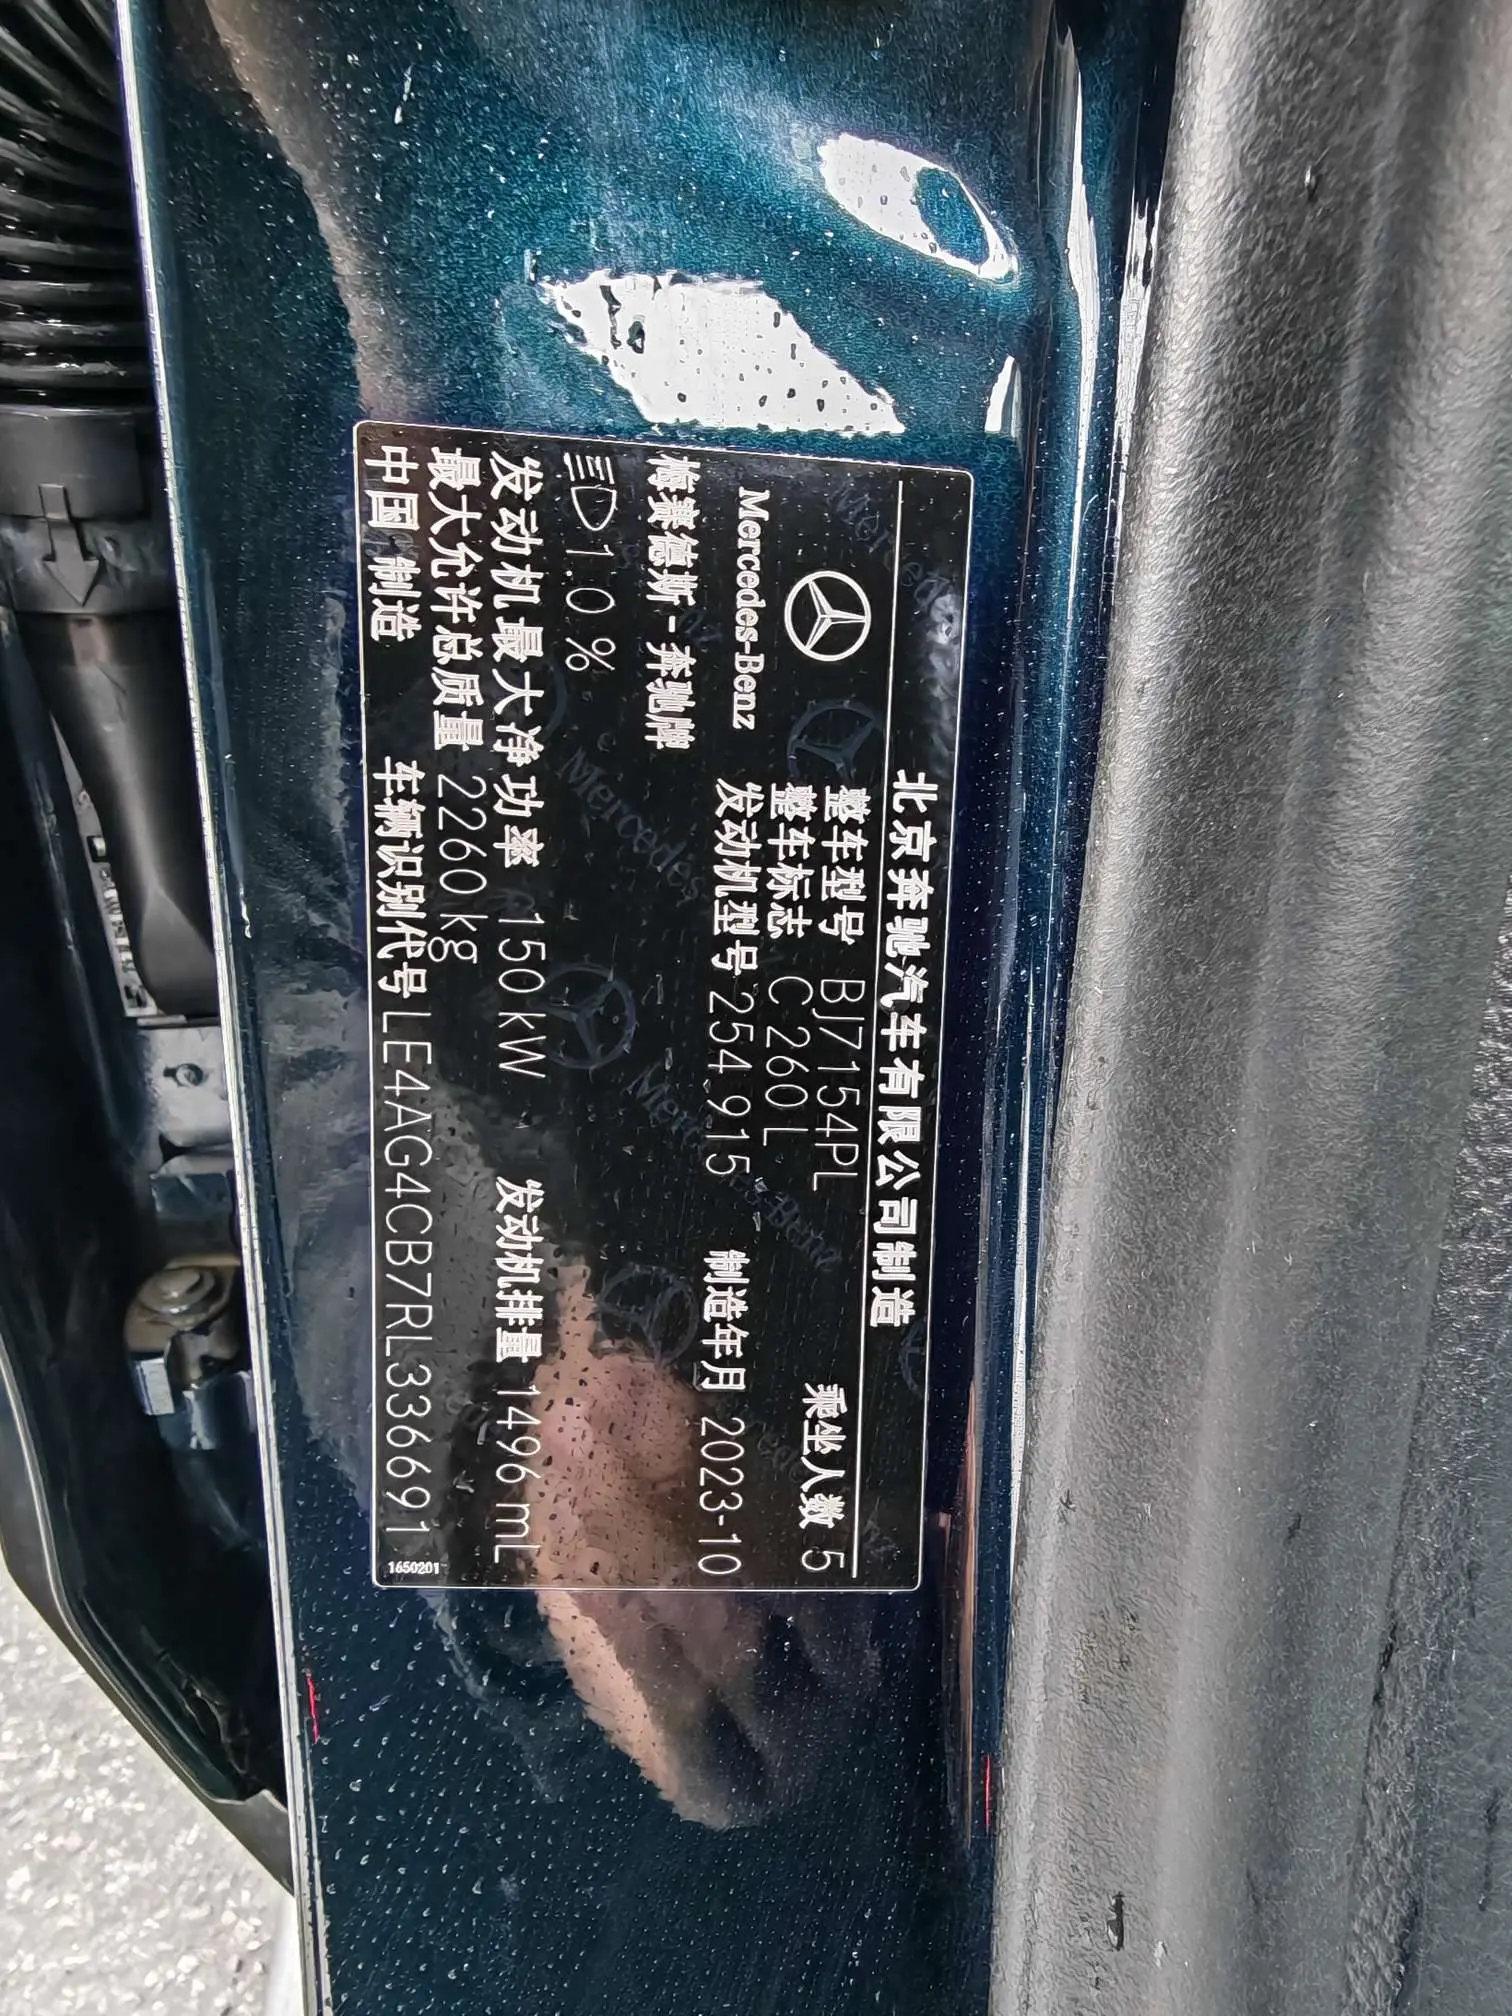 北京奔驰汽车有限公司制造
Mercedes-Benz
整车型号 BJ7154PL
乘坐人数 5
整车标志 C 260 L
发动机型号 254 915
制造年月 2023-10
梅赛德斯-奔驰牌
1.0 %
发动机最大净功率 150 kW
发动机排量 1496 mL
最大允许总质量 2260 kg
中国 制造
车辆识别代号 LE4AG4CB7RL336691
1650201